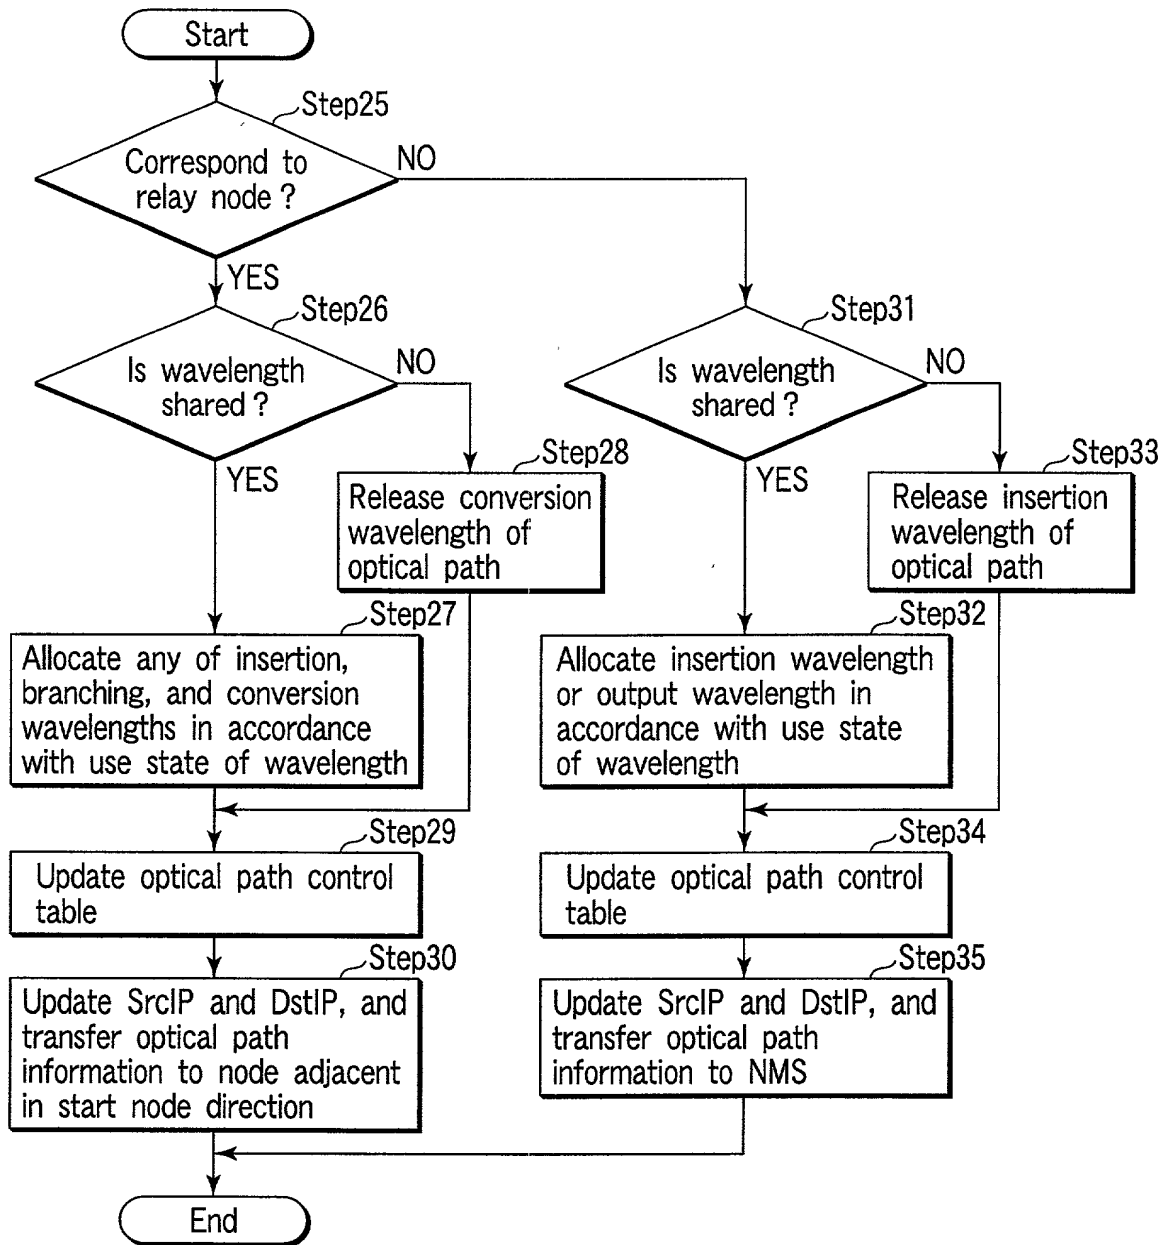 Start
Step25
Correspond to
relay node ?
NO
YES
Step26
Is wavelength
shared ?
NO
YES
Step28
Release conversion
wavelength of
optical path
Step27
Allocate any of insertion,
branching, and conversion
wavelengths in accordance
with use state of wavelength
Step29
Update optical path control
table
Step30
Update SrcIP and DstIP, and
transfer optical path
information to node adjacent
in start node direction
Step31
Is wavelength
shared ?
NO
YES
Step33
Release insertion
wavelength of
optical path
Step32
Allocate insertion wavelength
or output wavelength in
accordance with use state
of wavelength
Step34
Update optical path control
table
Step35
Update SrcIP and DstIP, and
transfer optical path
information to NMS
End